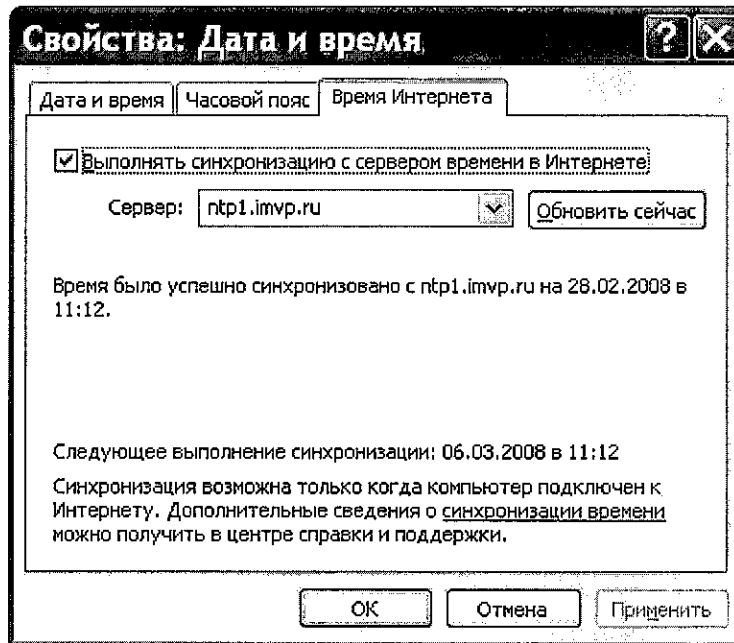 Свойства: Дата и время
Дата и время Часовой пояс Время Интернета
Выполнять синхронизацию с сервером времени в Интернете
Сервер: ntp1.imvp.ru Обновить сейчас
Время было успешно синхронизовано с ntp1.imvp.ru на 28.02.2008 в
11:12.
Следующее выполнение синхронизации: 06.03.2008 в 11:12
Синхронизация возможна только когда компьютер подключен к
Интернету. Дополнительные сведения о синхронизации времени
можно получить в центре справки и поддержки.
ОК Отмена Применить